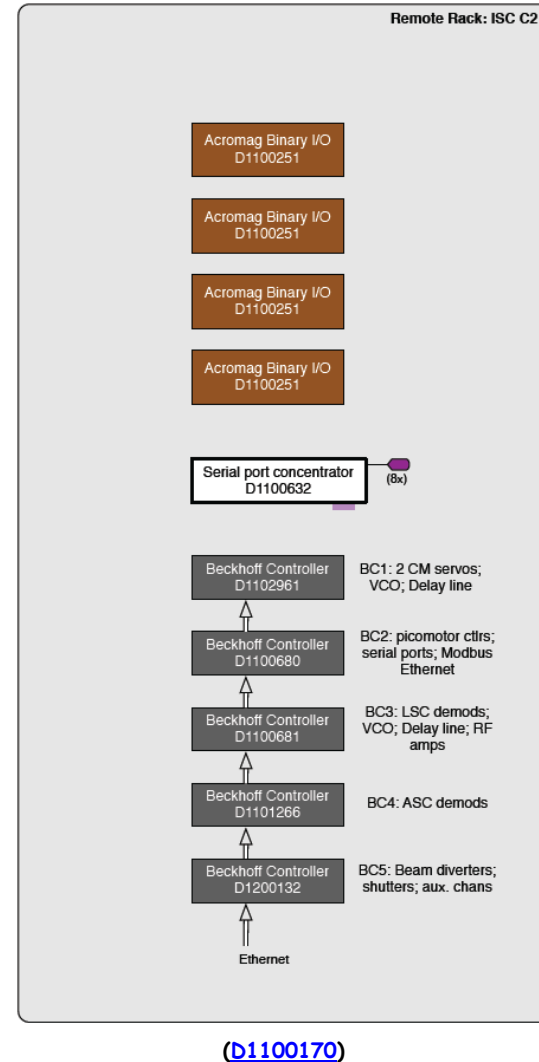 Remote Rack: ISC C2
Acromag Binary I/O
D1100251
Acromag Binary I/O
D1100251
Acromag Binary I/O
D1100251
Acromag Binary I/O
D1100251
Serial port concentrator
D1100632
(8x)
Beckhoff Controller
D1102961
BC1: 2 CM servos;
VCO; Delay line
Beckhoff Controller
D1100680
BC2: picomotor ctlrs;
serial ports; Modbus
Ethernet
Beckhoff Controller
D1100681
BC3: LSC demods;
VCO; Delay line; RF
amps
Beckhoff Controller
D1101266
BC4: ASC demods
Beckhoff Controller
D1200132
BC5: Beam diverters;
shutters; aux. chans
Ethernet
(D1100170)